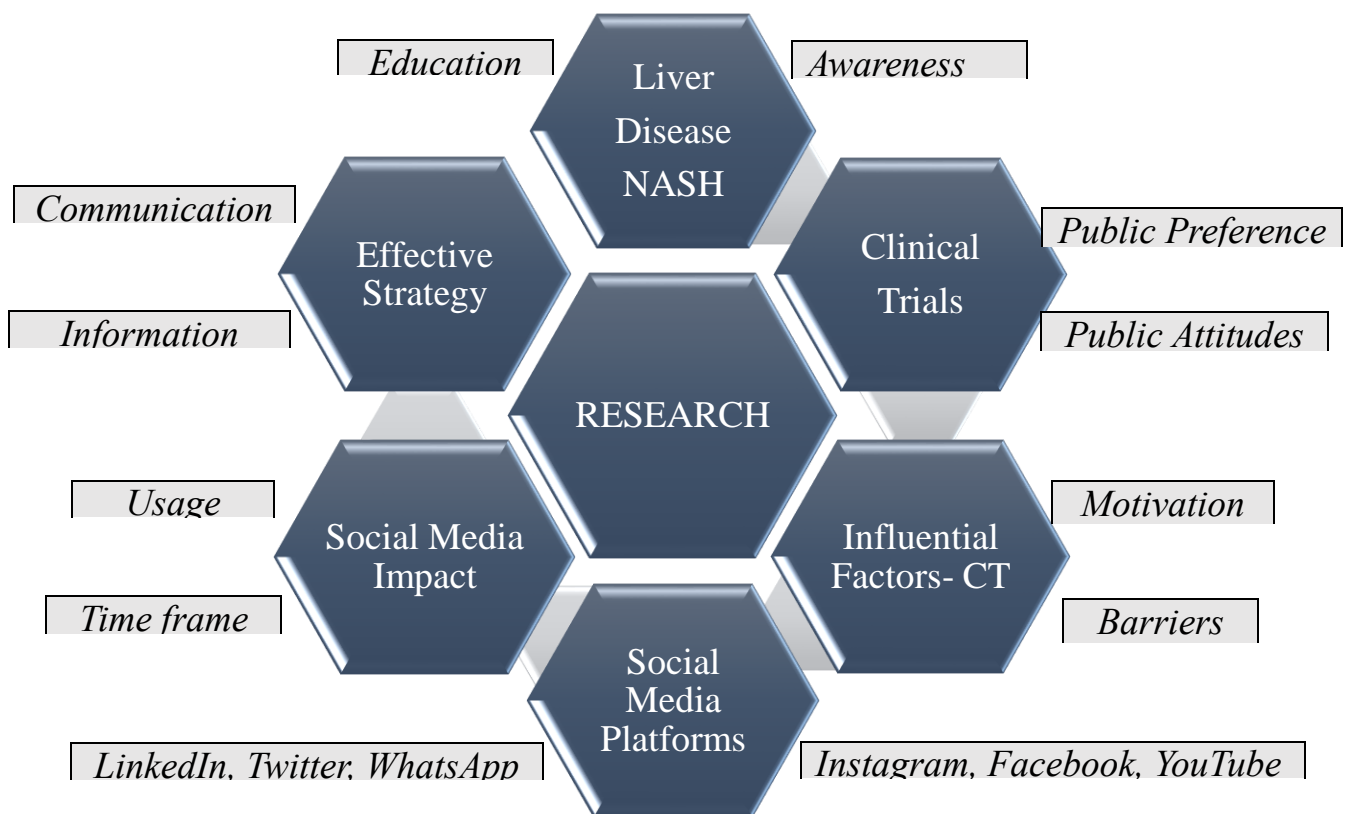 Education
Awareness
Liver
Disease
NASH
Communication
Information
Effective
Strategy
Clinical
Trials
Public Preference
Public Attitudes
RESEARCH
Usage
Time frame
Social Media
Impact
Influential
Factors- CT
Motivation
Barriers
Social
Media
Platforms
LinkedIn, Twitter, WhatsApp
Instagram, Facebook, YouTube